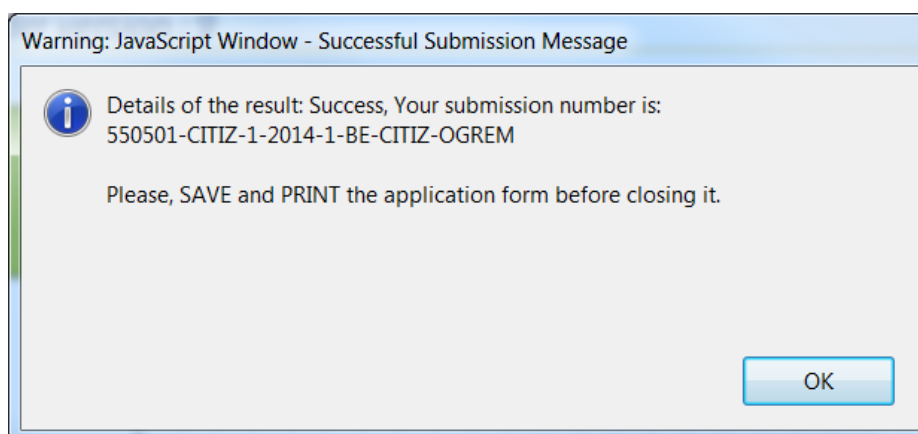 Warning: JavaScript Window - Successful Submission Message
Details of the result: Success, Your submission number is:
550501-CITIZ-1-2014-1-BE-CITIZ-OGREM
Please, SAVE and PRINT the application form before closing it.
OK